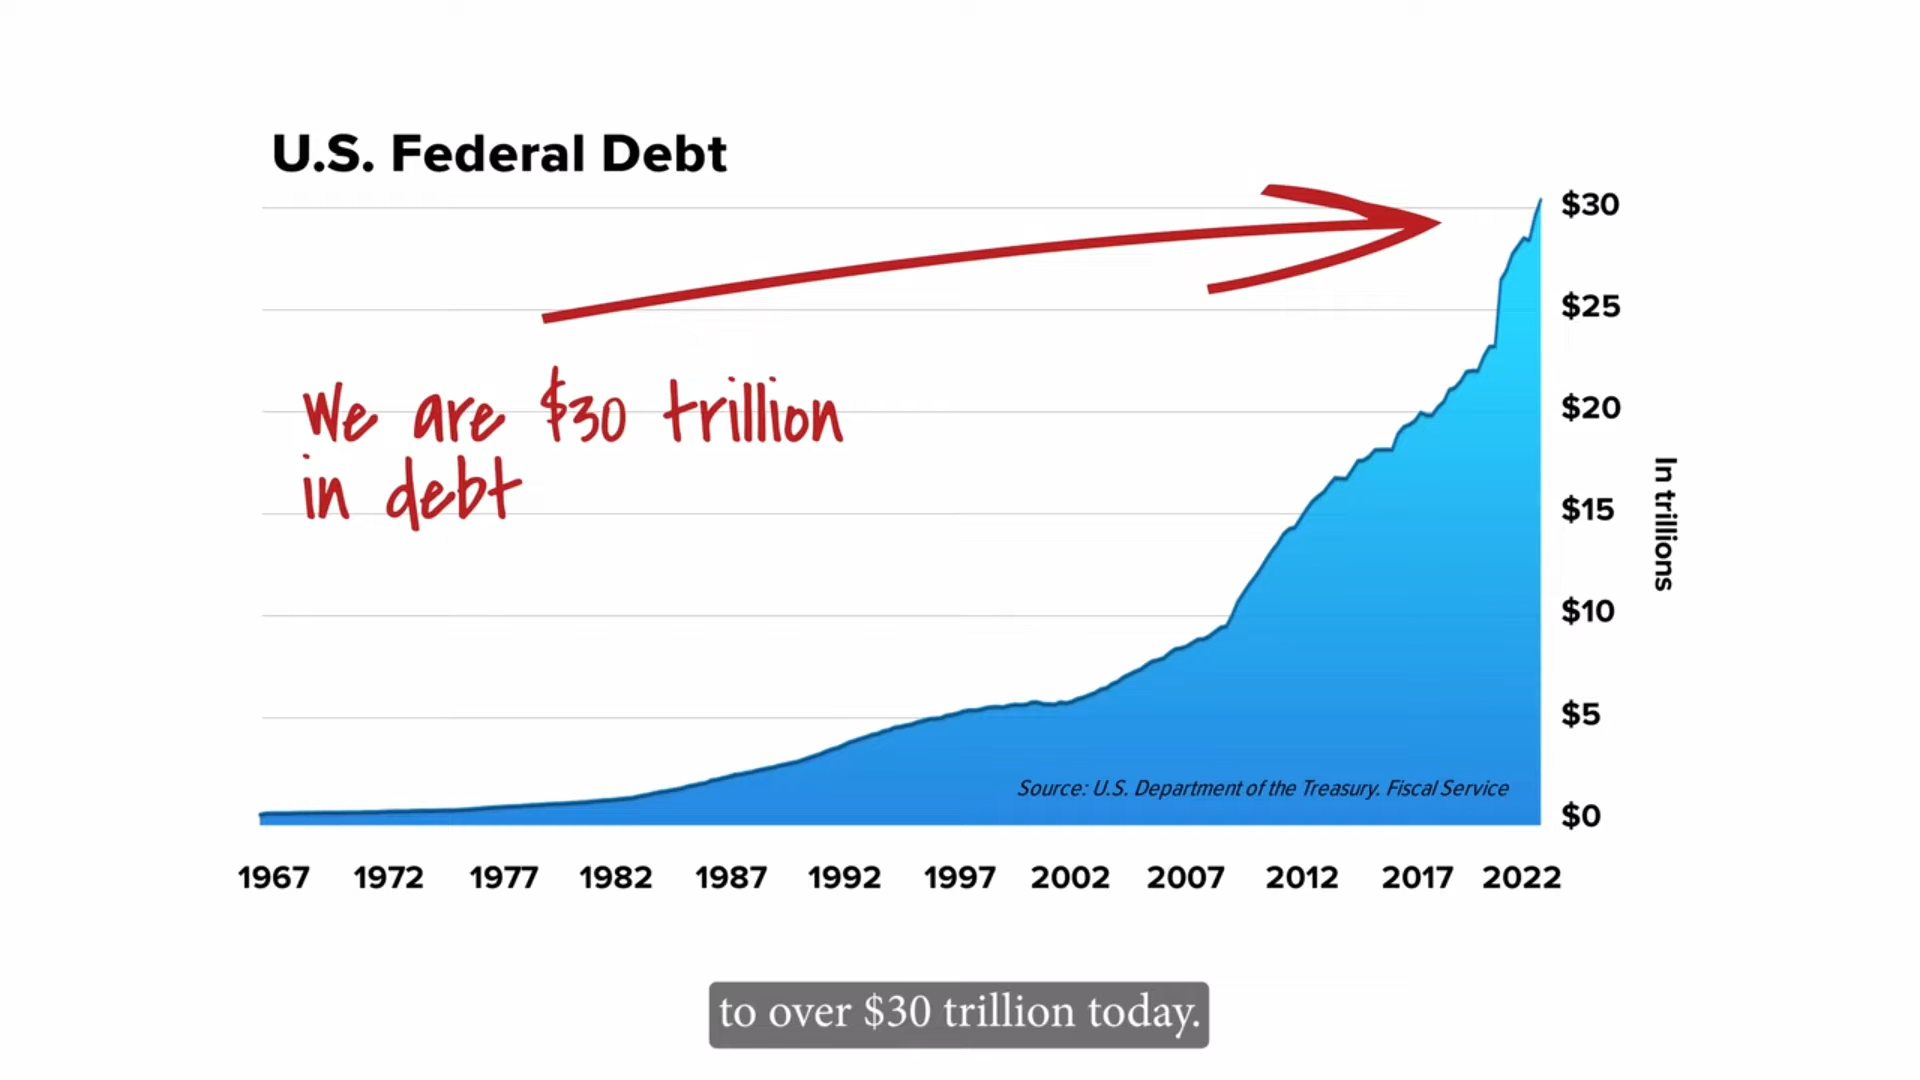 U.S. Federal Debt
$30
$25
We are $30 trillion
in debt
$20
$15
$10
$5
$0
In trillions
Source: U.S. Department of the Treasury. Fiscal Service
1967 1972 1977 1982 1987 1992 1997 2002 2007 2012 2017 2022
to over $30 trillion today.